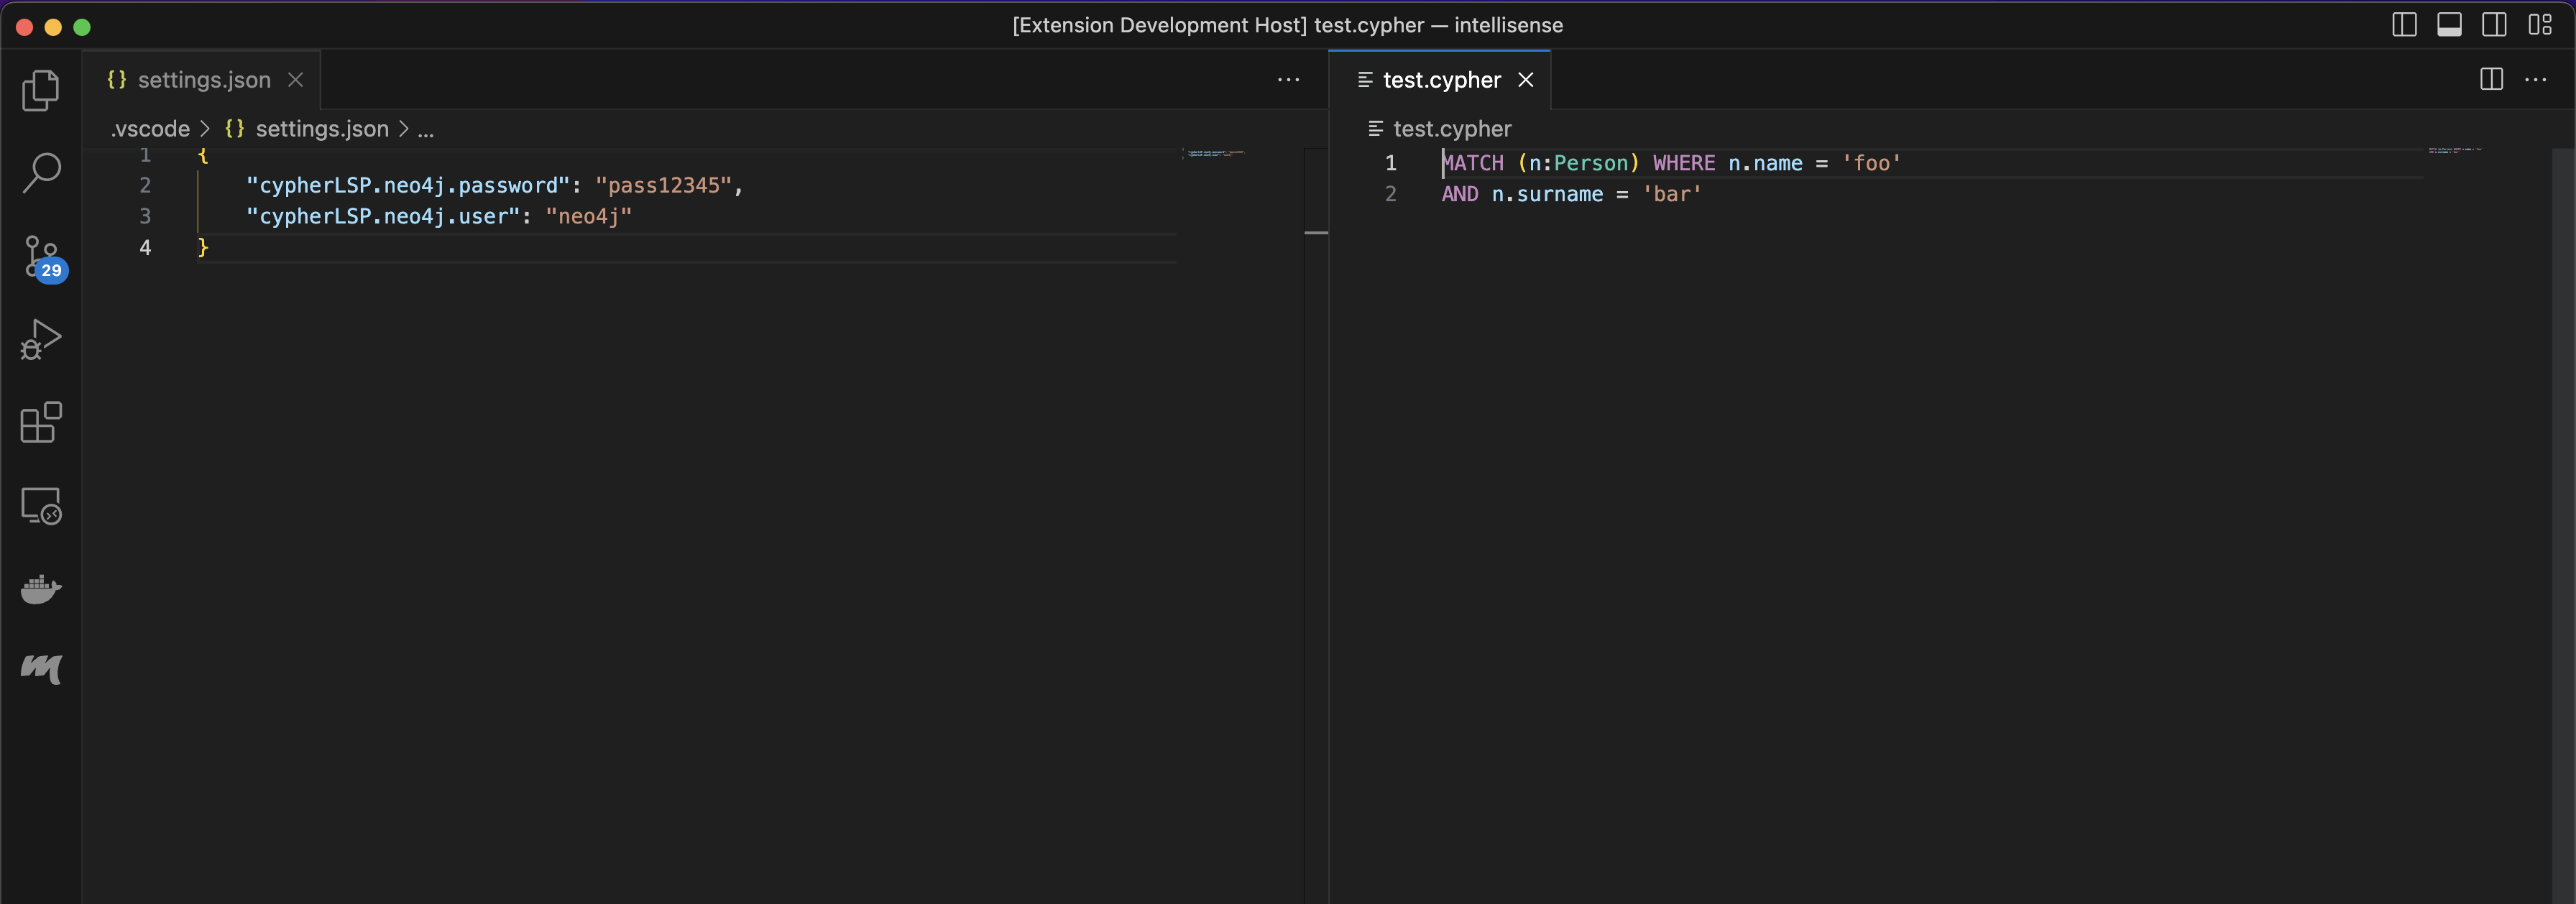 [Extension Development Host] test.cypher — intellisense
{} settings.json
...
.vscode > {} settings.json > ...
1 {
2 "cypherLSP.neo4j.password": "pass12345",
3 "cypherLSP.neo4j.user": "neo4j"
4 }
29
test.cypher
...
test.cypher
1 MATCH (n:Person) WHERE n.name = 'foo'
2 AND n.surname = 'bar'